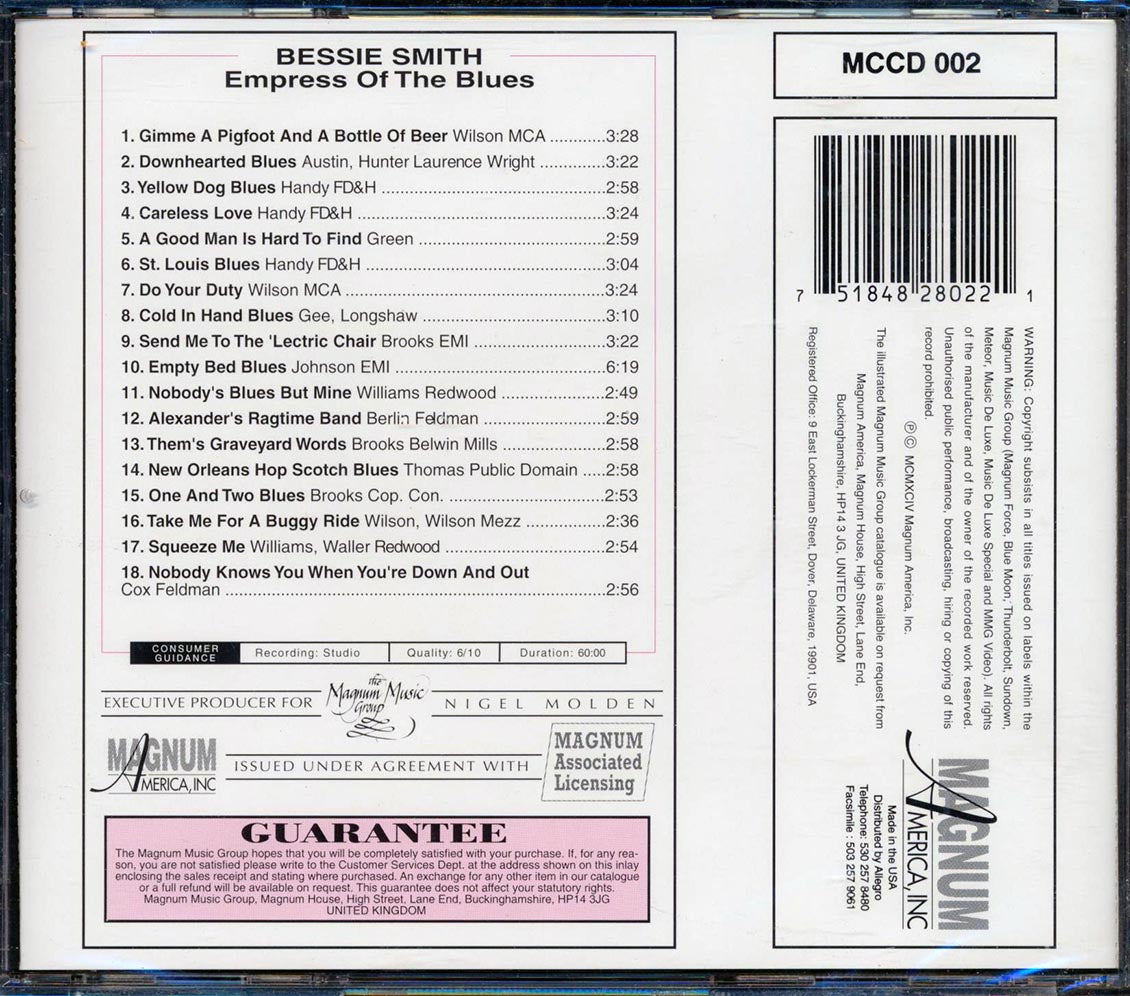 BESSIE SMITH
Empress Of The Blues
1. Gimme A Pigfoot And A Bottle Of Beer Wilson MCA ...........3:28
2. Downhearted Blues Austin, Hunter Laurence Wright .............3:22
3. Yellow Dog Blues Handy FD&H .............................................2:58
4. Careless Love Handy FD&H ..................................................3:24
5. A Good Man Is Hard To Find Green ......................................2:59
6. St. Louis Blues Handy FD&H ................................................3:04
7. Do Your Duty Wilson MCA ....................................................3:24
8. Cold In Hand Blues Gee, Longshaw .....................................3:10
9. Send Me To The 'Lectric Chair Brooks EMI ...........................3:22
10. Empty Bed Blues Johnson EMI ...........................................6:19
11. Nobody's Blues But Mine Williams Redwood ......................2:49
12. Alexander's Ragtime Band Berlin Feldman ..........................2:59
13. Them's Graveyard Words Brooks Belwin Mills .....................2:58
14. New Orleans Hop Scotch Blues Thomas Public Domain .....2:58
15. One And Two Blues Brooks Cop. Con. .................................2:53
16. Take Me For A Buggy Ride Wilson, Wilson Mezz .................2:36
17. Squeeze Me Williams, Waller Redwood ...............................2:54
18. Nobody Knows You When You're Down And Out
Cox Feldman ...............................................................................2:56
CONSUMER
GUIDANCE
Recording: Studio
Quality: 6/10
Duration: 60:00
EXECUTIVE PRODUCER FOR
the
Magnum Music
Group
NIGEL MOLDEN
MAGNUM
AMERICA, INC
ISSUED UNDER AGREEMENT WITH
MAGNUM
Associated
Licensing
GUARANTEE
The Magnum Music Group hopes that you will be completely satisfied with your purchase. If, for any rea-
son, you are not satisfied please write to the Customer Services Dept. at the address shown on this inlay
enclosing the sales receipt and stating where purchased. An exchange for any other item in our catalogue
or a full refund will be available on request. This guarantee does not affect your statutory rights.
Magnum Music Group, Magnum House, High Street, Lane End, Buckinghamshire, HP14 3JG
UNITED KINGDOM
MCCD 002
7 51848 28022 1
WARNING: Copyright subsists in all titles issued on labels within the
Magnum Music Group (Magnum Force, Blue Moon, Thunderbolt, Sundown,
Meteor, Music De Luxe, Music De Luxe Special and MMG Video). All rights
of the manufacturer and of the owner of the recorded work reserved.
Unauthorised public performance, broadcasting, hiring or copying of this
record prohibited.
℗ © MCMXCIV Magnum America, Inc.
The illustrated Magnum Music Group catalogue is available on request from
Magnum America, Magnum House, High Street, Lane End,
Buckinghamshire, HP14 3 JG, UNITED KINGDOM
Registered Office: 9 East Lockerman Street, Dover, Delaware, 19901, USA
MAGNUM
AMERICA, INC
Made in the USA
Distributed by Allegro
Telephone: 530 257 8480
Facsimile : 503 257 9061